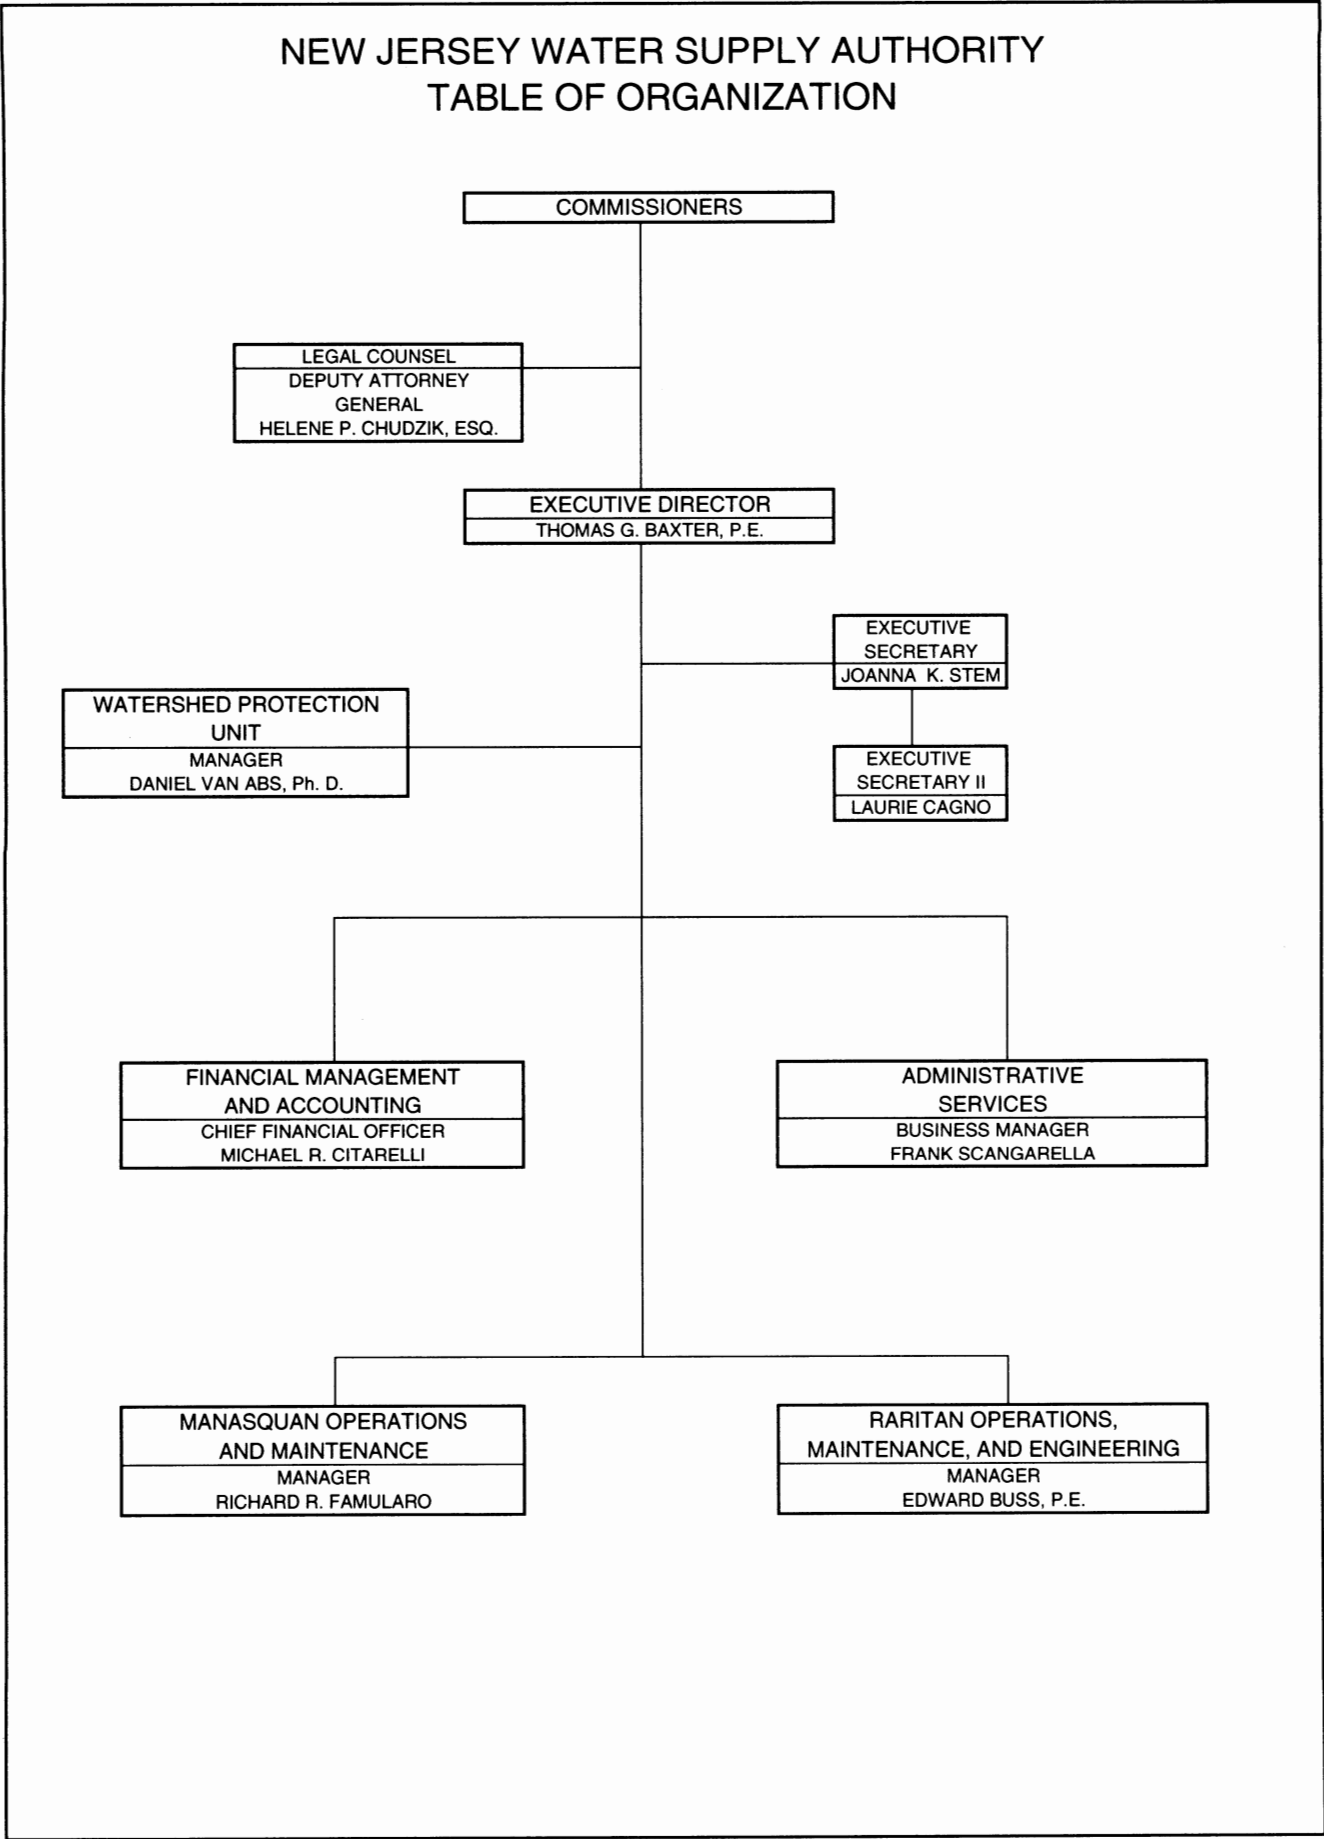 NEW JERSEY WATER SUPPLY AUTHORITY
TABLE OF ORGANIZATION
COMMISSIONERS
LEGAL COUNSEL
DEPUTY ATTORNEY
GENERAL
HELENE P. CHUDZIK, ESQ.
EXECUTIVE DIRECTOR
THOMAS G. BAXTER, P.E.
EXECUTIVE
SECRETARY
JOANNA K. STEM
WATERSHED PROTECTION
UNIT
MANAGER
DANIEL VAN ABS, Ph. D.
EXECUTIVE
SECRETARY II
LAURIE CAGNO
FINANCIAL MANAGEMENT
AND ACCOUNTING
CHIEF FINANCIAL OFFICER
MICHAEL R. CITARELLI
ADMINISTRATIVE
SERVICES
BUSINESS MANAGER
FRANK SCANGARELLA
MANASQUAN OPERATIONS
AND MAINTENANCE
MANAGER
RICHARD R. FAMULARO
RARITAN OPERATIONS,
MAINTENANCE, AND ENGINEERING
MANAGER
EDWARD BUSS, P.E.